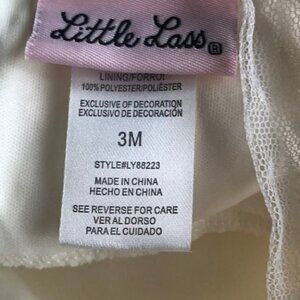 Little Lass®
LINING/FORRO:
100% POLYESTER/POLIÉSTER
EXCLUSIVE OF DECORATION
EXCLUSIVO DE DECORACIÓN
3M
STYLE#LY88223
MADE IN CHINA
HECHO EN CHINA
SEE REVERSE FOR CARE
VER AL DORSO
PARA EL CUIDADO